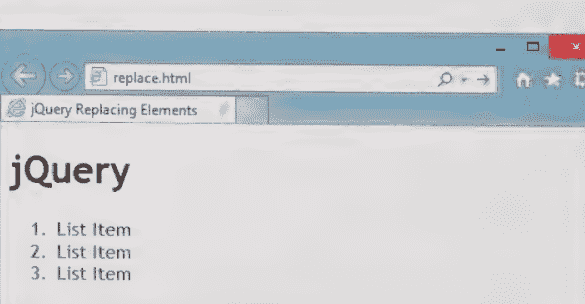 replace.html
jQuery Replacing Elements
jQuery
1. List Item
2. List Item
3. List Item